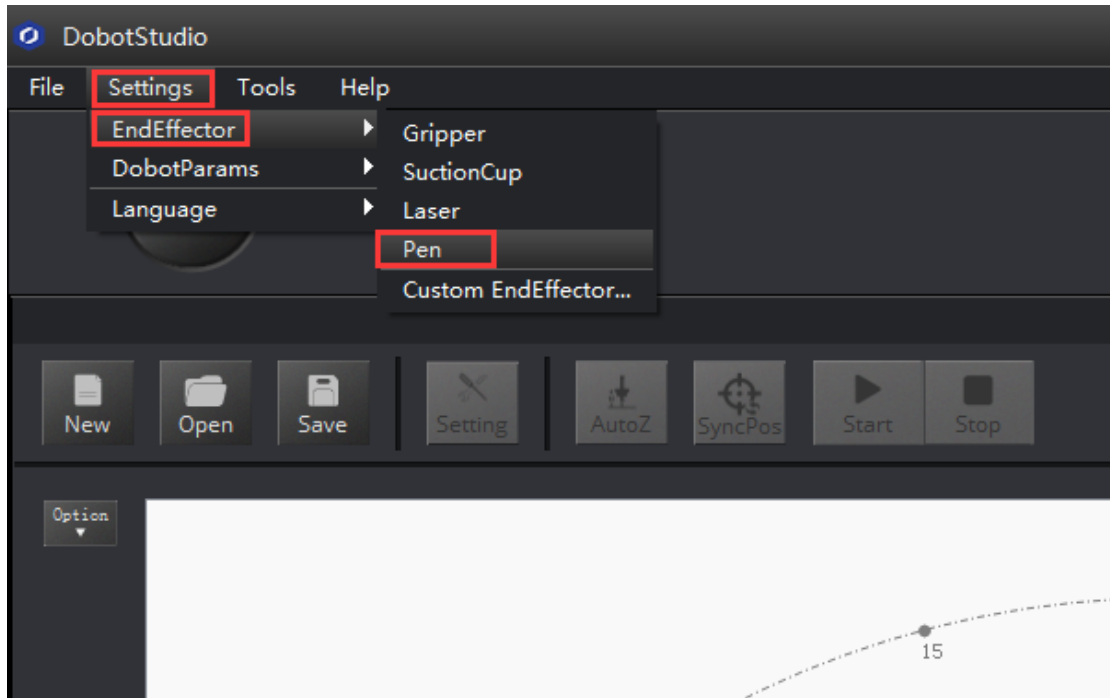 DobotStudio
File Settings Tools Help
EndEffector
DobotParams
Language
Gripper
SuctionCup
Laser
Pen
Custom EndEffector...
New Open Save Setting AutoZ SyncPos Start Stop
Option
15